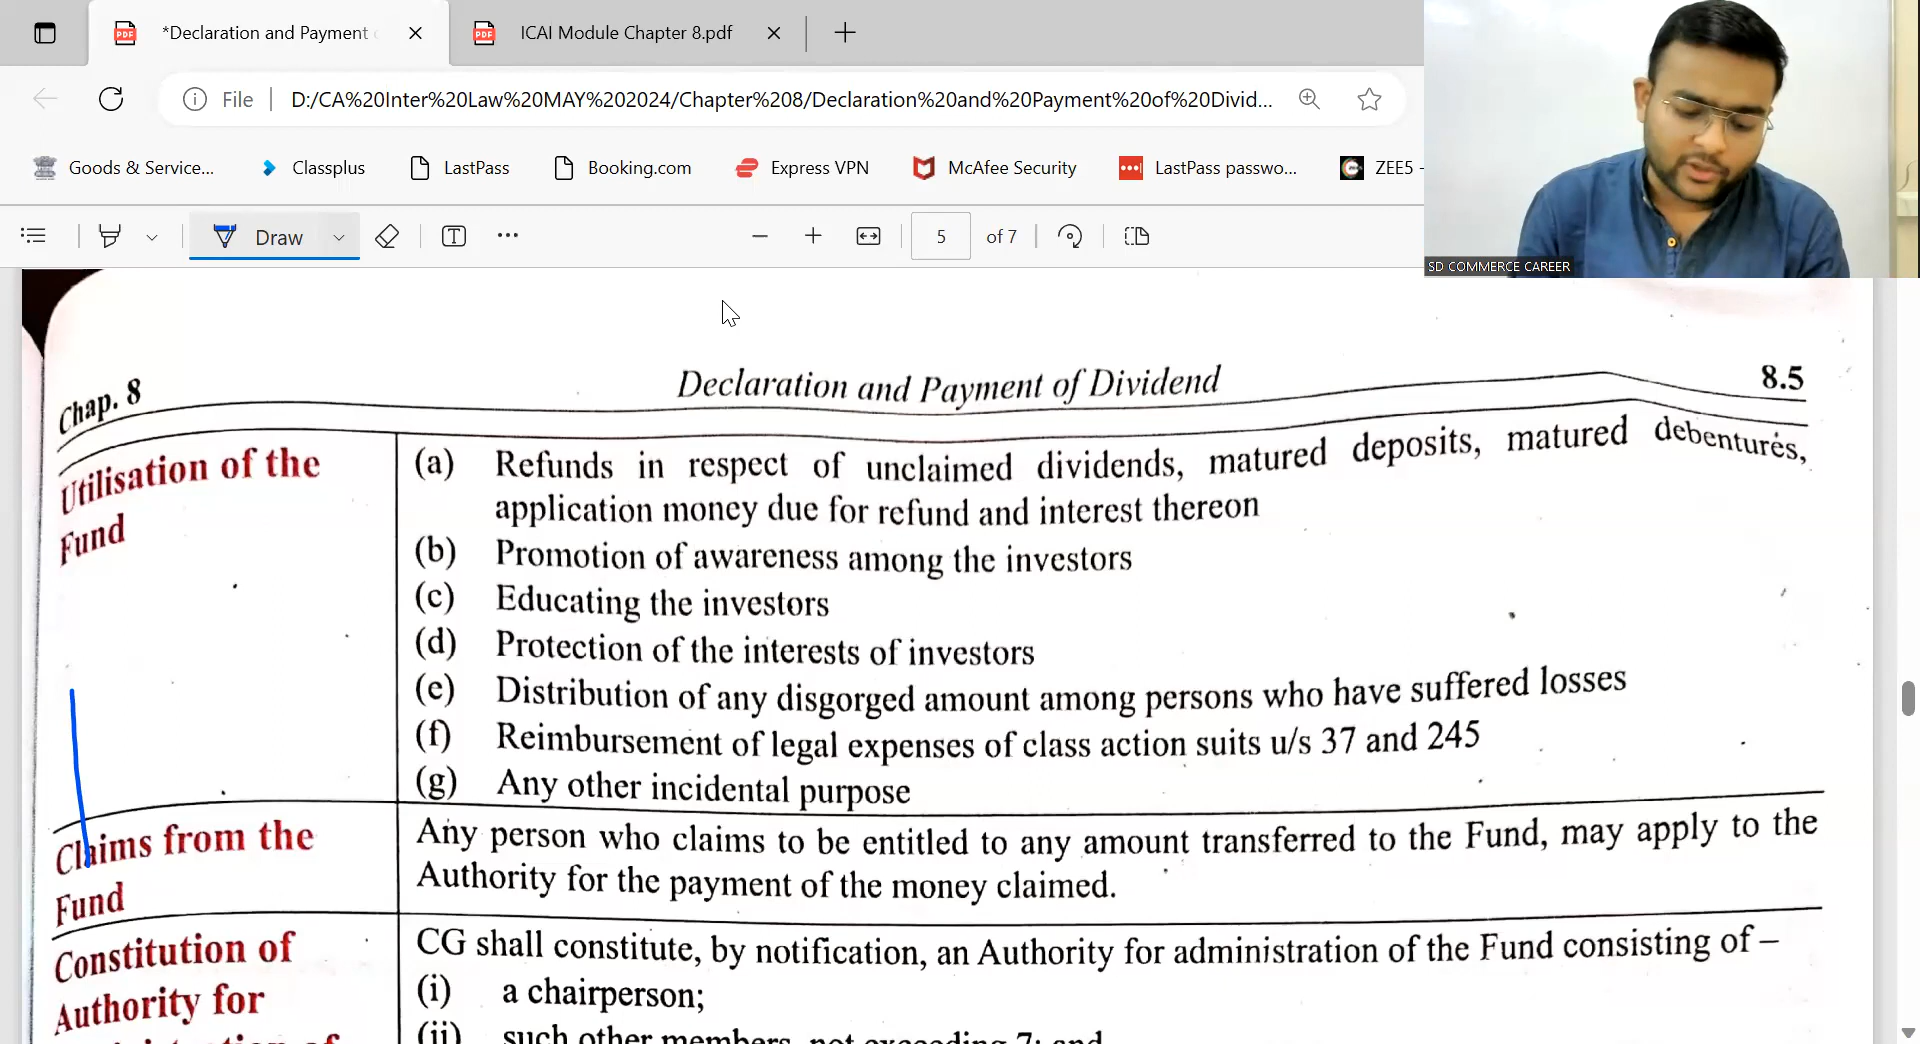 *Declaration and Payment
ICAI Module Chapter 8.pdf
File
D:/CA%20Inter%20Law%20MAY%202024/Chapter%208/Declaration%20and%20Payment%20of%20Divid...
Goods & Service...
Classplus
LastPass
Booking.com
Express VPN
McAfee Security
LastPass passwo...
ZEE5 -
Draw
5
of 7
SD COMMERCE CAREER
Chap. 8
Declaration and Payment of Dividend
8.5
Utilisation of the
Fund
(a) Refunds in respect of unclaimed dividends, matured deposits, matured debentures,
application money due for refund and interest thereon
(b) Promotion of awareness among the investors
(c) Educating the investors
(d) Protection of the interests of investors
(e) Distribution of any disgorged amount among persons who have suffered losses
(f) Reimbursement of legal expenses of class action suits u/s 37 and 245
(g) Any other incidental purpose
Claims from the
Fund
Any person who claims to be entitled to any amount transferred to the Fund, may apply to the
Authority for the payment of the money claimed.
Constitution of
Authority for
CG shall constitute, by notification, an Authority for administration of the Fund consisting of –
(i) a chairperson;
(ii) such other members, not exceeding 7; and